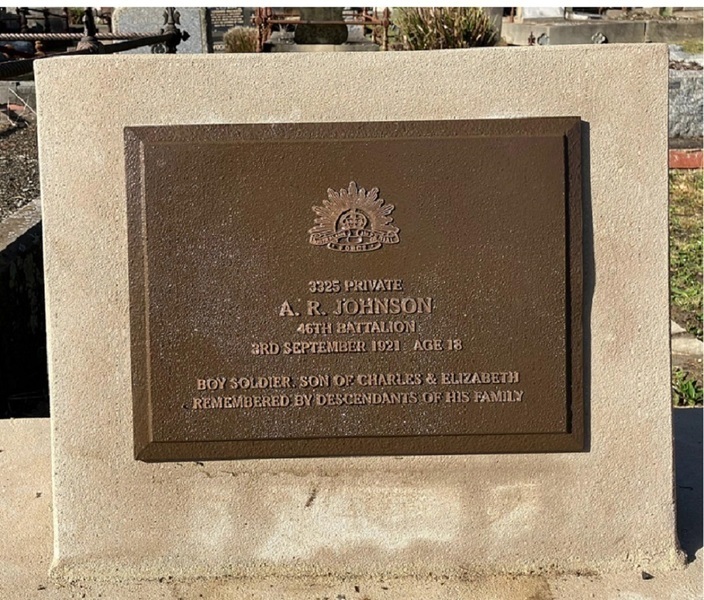 3325 PRIVATE
A. R. JOHNSON
46TH BATTALION
3RD SEPTEMBER 1921 AGE 18
BOY SOLDIER. SON OF CHARLES & ELIZABETH
REMEMBERED BY DESCENDANTS OF HIS FAMILY